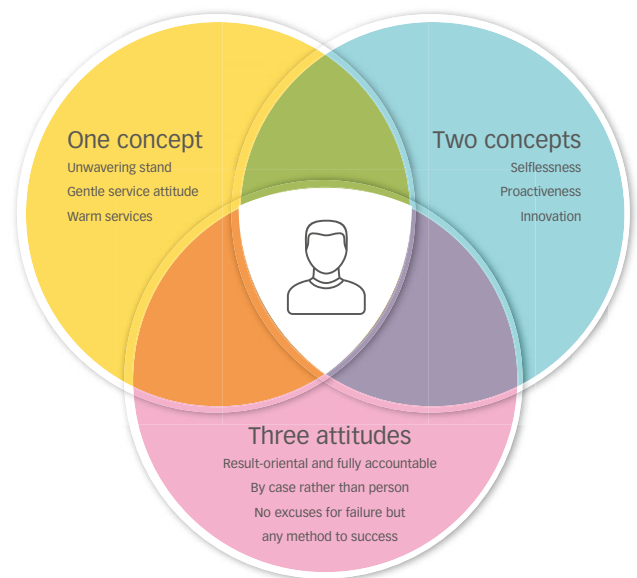 One concept
Unwavering stand
Gentle service attitude
Warm services
Two concepts
Selflessness
Proactiveness
Innovation
Three attitudes
Result-oriental and fully accountable
By case rather than person
No excuses for failure but
any method to success